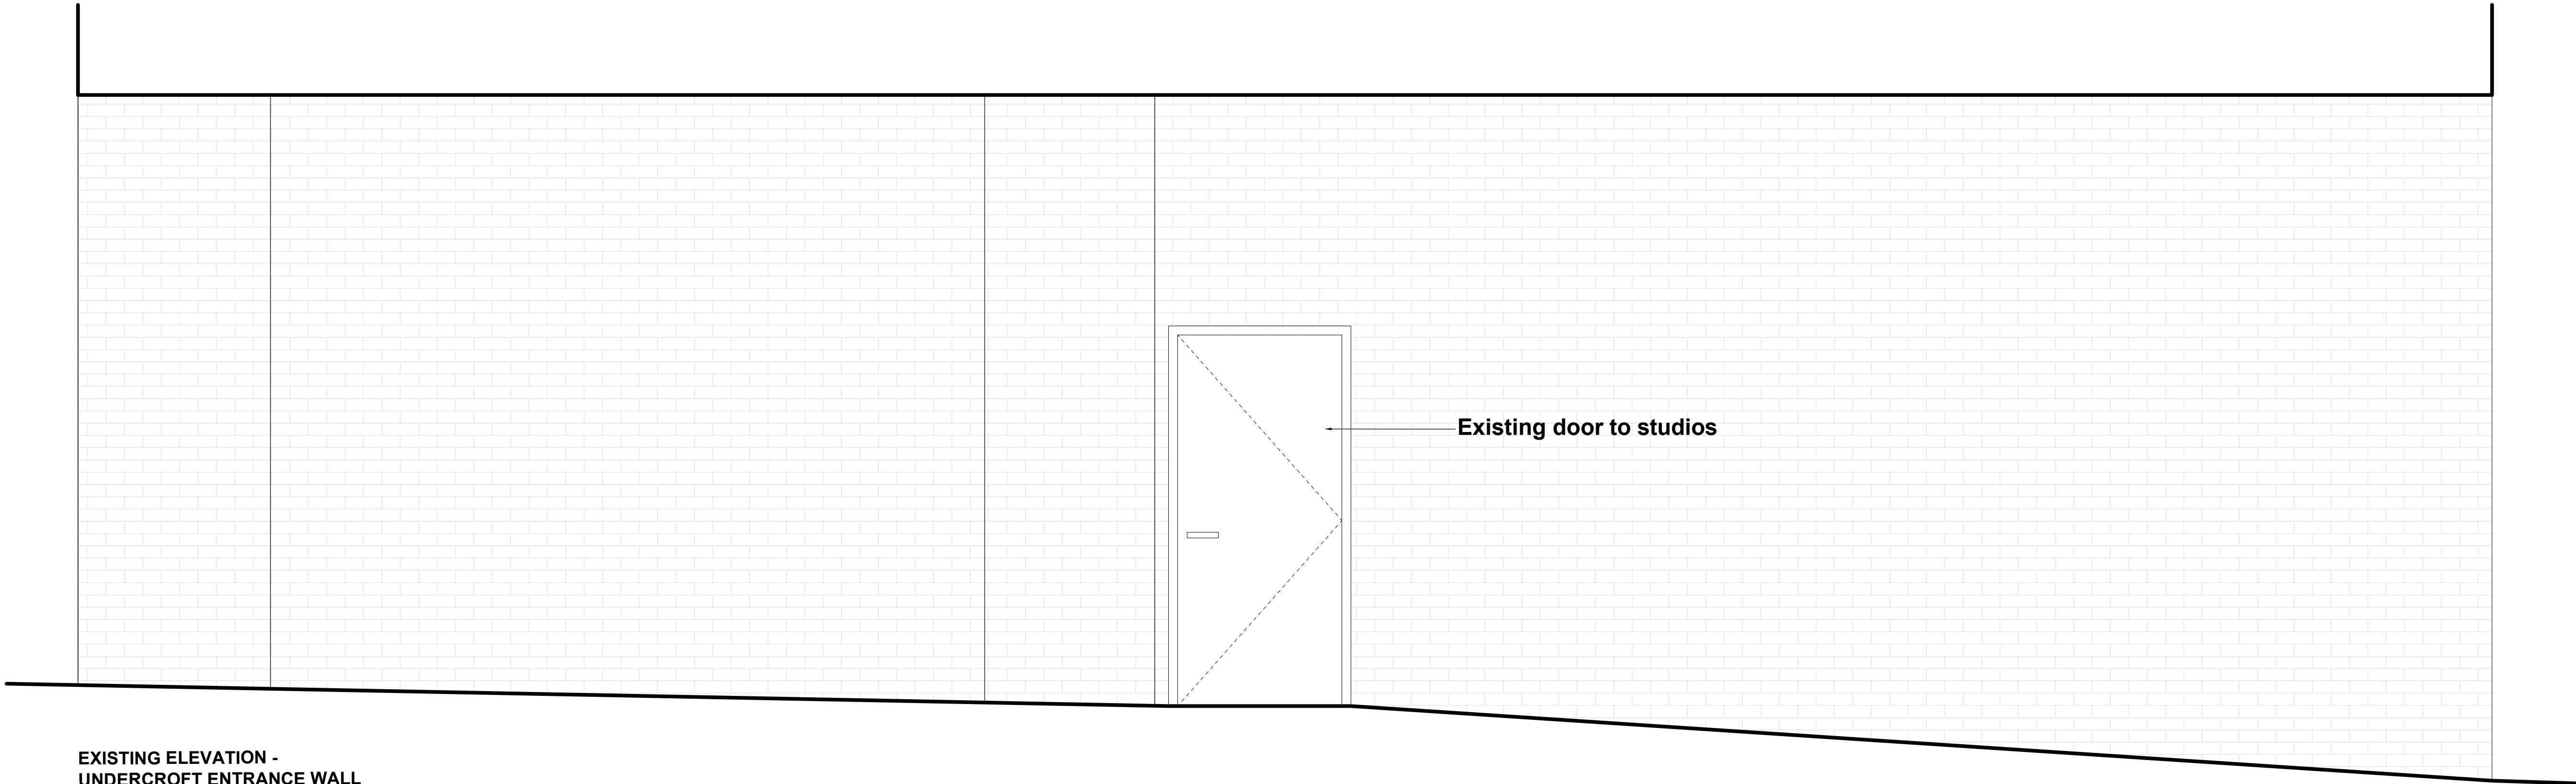 Existing door to studios
EXISTING ELEVATION -
UNDERCROFT ENTRANCE WALL